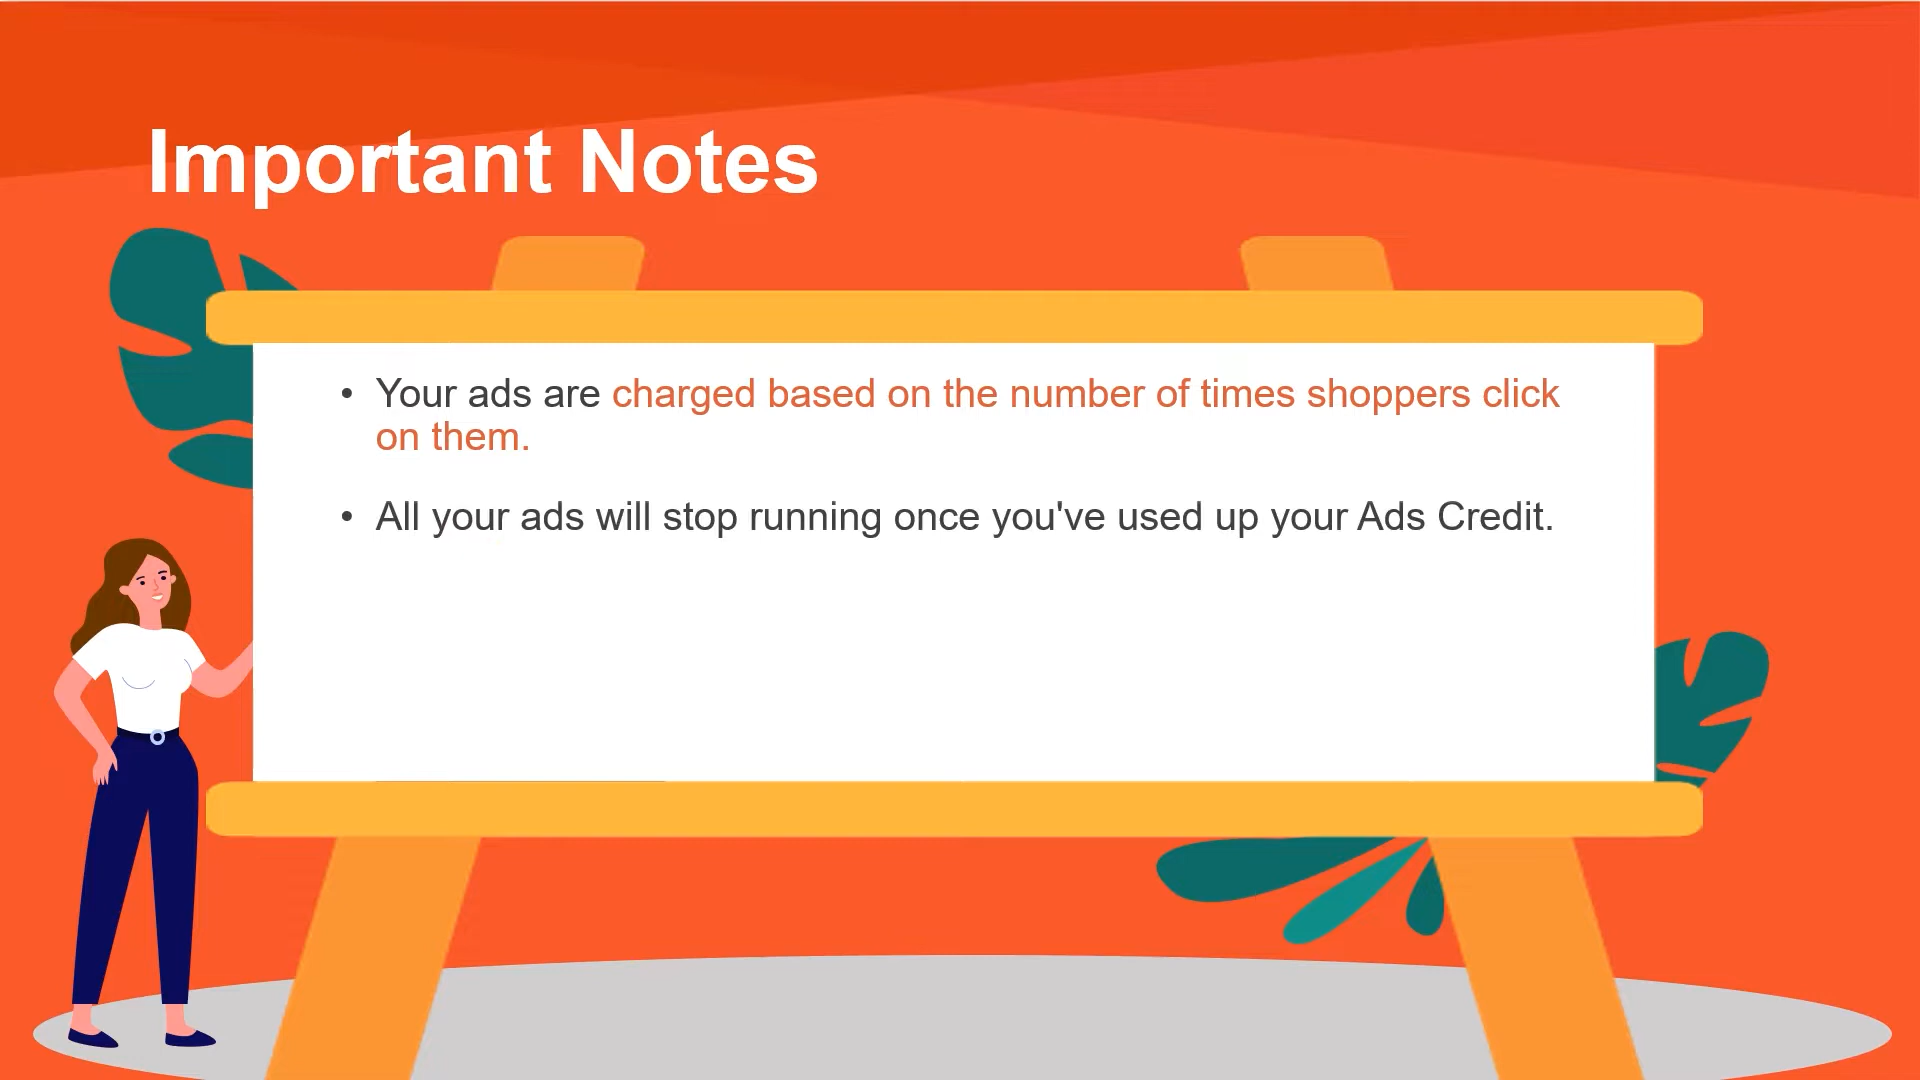 Important Notes
• Your ads are charged based on the number of times shoppers click
on them.
• All your ads will stop running once you've used up your Ads Credit.